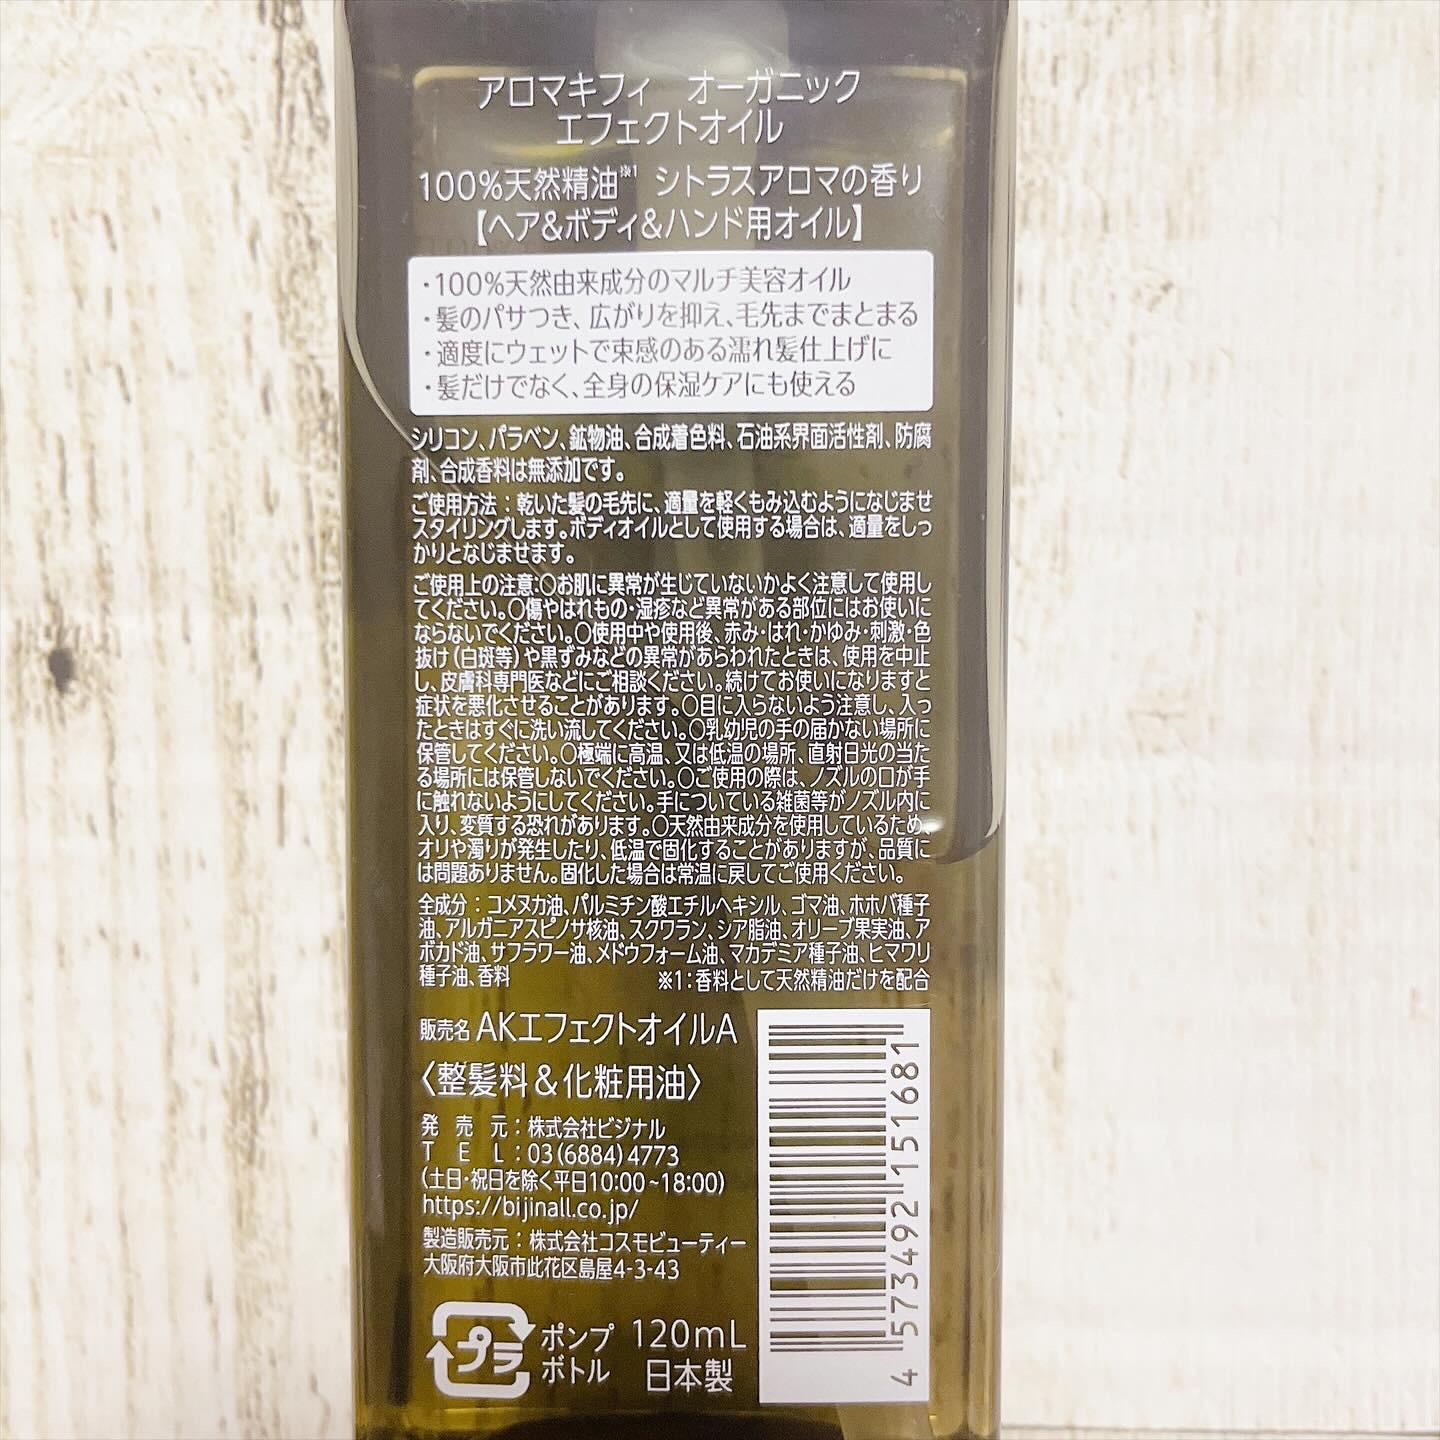 アロマキフィ オーガニック
エフェクトオイル
100%天然精油※1 シトラスアロマの香り
【ヘア&ボディ&ハンド用オイル】
・100%天然由来成分のマルチ美容オイル
・髪のパサつき、広がりを抑え、毛先までまとまる
・適度にウェットで束感のある濡れ髪仕上げに
・髪だけでなく、全身の保湿ケアにも使える
シリコン、パラベン、鉱物油、合成着色料、石油系界面活性剤、防腐
剤、合成香料は無添加です。
ご使用方法：乾いた髪の毛先に、適量を軽くもみ込むようになじませ
スタイリングします。ボディオイルとして使用する場合は、適量をしっ
かりとなじませます。
ご使用上の注意:○お肌に異常が生じていないかよく注意して使用し
てください。○傷やはれもの・湿疹など異常がある部位にはお使いに
ならないでください。○使用中や使用後、赤み・はれ・かゆみ・刺激・色
抜け(白斑等)や黒ずみなどの異常があらわれたときは、使用を中止
し、皮膚科専門医などにご相談ください。続けてお使いになりますと
症状を悪化させることがあります。○目に入らないよう注意し、入っ
たときはすぐに洗い流してください。○乳幼児の手の届かない場所に
保管してください。○極端に高温、又は低温の場所、直射日光の当た
る場所には保管しないでください。○ご使用の際は、ノズルの口が手
に触れないようにしてください。手についている雑菌等がノズル内に
入り、変質する恐れがあります。○天然由来成分を使用しているため、
オリや濁りが発生したり、低温で固化することがありますが、品質に
は問題ありません。固化した場合は常温に戻してご使用ください。
全成分：コメヌカ油、パルミチン酸エチルヘキシル、ゴマ油、ホホバ種子
油、アルガニアスピノサ核油、スクワラン、シア脂油、オリーブ果実油、ア
ボカド油、サフラワー油、メドウフォーム油、マカデミア種子油、ヒマワリ
種子油、香料 ※1：香料として天然精油だけを配合
販売名 AKエフェクトオイルA
〈整髪料&化粧用油〉
発売元：株式会社ビジナル
TEL：03(6884)4773
(土日・祝日を除く平日10:00~18:00)
https://bijinall.co.jp/
製造販売元：株式会社コスモビューティー
大阪府大阪市此花区島屋4-3-43
プラ
ポンプ
ボトル
120mL
日本製
4 573492 151681